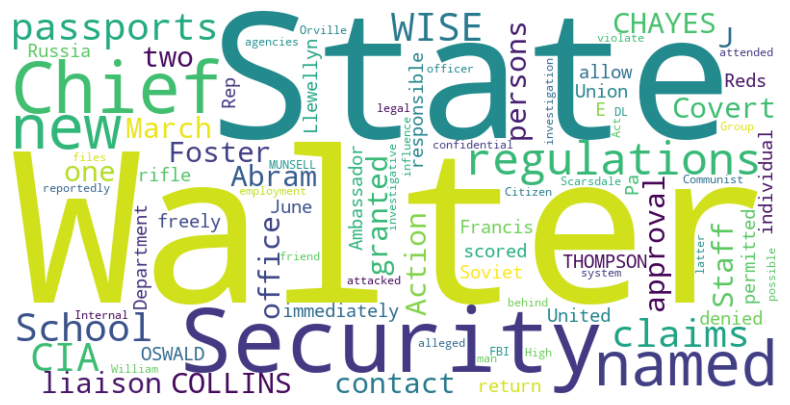 passports
WISE
State
CHAYES
J
Russia
two
Rep
agencies
Orville
Llewellyn
officer
persons
investigation
allow
violate
attended
Reds
Chief
legal
responsible
Union
E
DL
Covert
new
March
Foster
influence
confidential
Act
Group
Walter
files
one
rifle
MUNSELL
Abram
Ambassador
granted
investigative
regulations
Citizen
Scarsdale
Pa
Communist
individual
reportedly
employment
June
Department
freely
office
friend
Action
Francis
scored
Soviet
THOMPSON
system
approval
latter
Staff
permitted
possible
attacked
School
Internal
immediately
Security
behind
United
claims
denied
CIA
OSWALD
William
alleged
FBI
man
High
named
liaison
COLLINS
contact
return